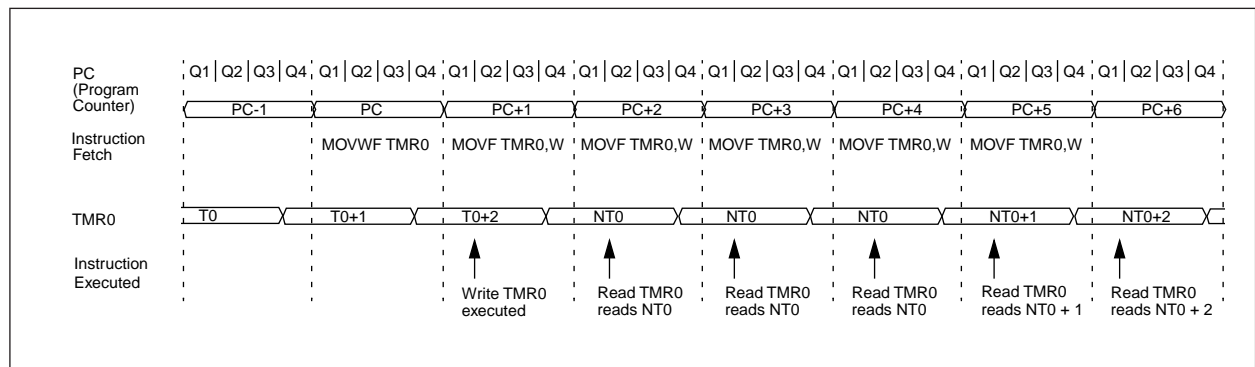 PC
(Program
Counter)
Q1 Q2 Q3 Q4 Q1 Q2 Q3 Q4 Q1 Q2 Q3 Q4 Q1 Q2 Q3 Q4 Q1 Q2 Q3 Q4 Q1 Q2 Q3 Q4 Q1 Q2 Q3 Q4 Q1 Q2 Q3 Q4
PC-1 PC PC+1 PC+2 PC+3 PC+4 PC+5 PC+6
Instruction
Fetch
MOVWF TMR0 MOVF TMR0,W MOVF TMR0,W MOVF TMR0,W MOVF TMR0,W MOVF TMR0,W
TMR0
T0 T0+1 T0+2 NT0 NT0 NT0 NT0+1 NT0+2
Instruction
Executed
Write TMR0
executed
Read TMR0
reads NT0
Read TMR0
reads NT0
Read TMR0
reads NT0
Read TMR0
reads NT0 + 1
Read TMR0
reads NT0 + 2